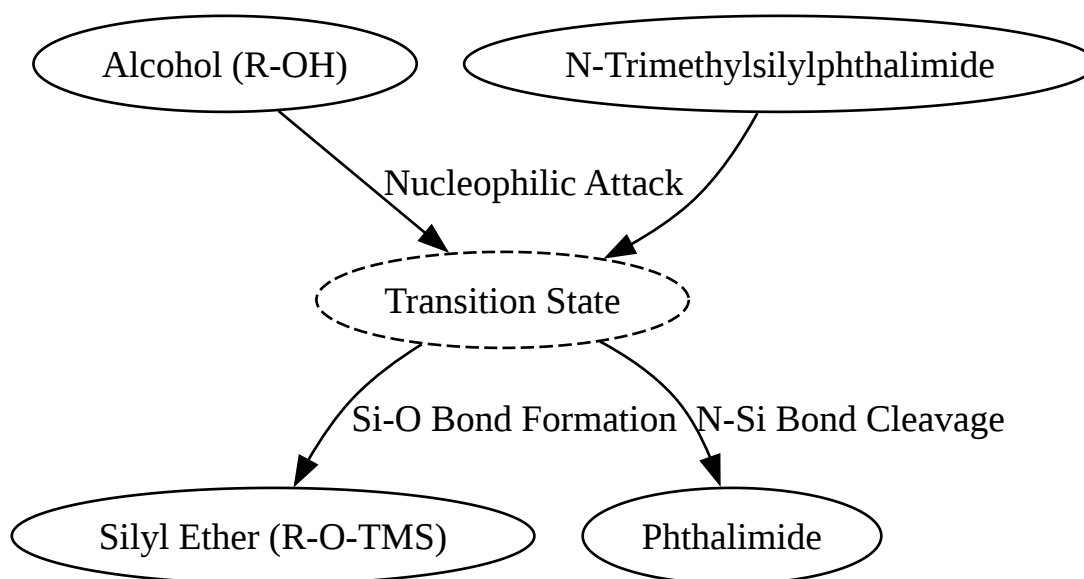 Alcohol (R-OH)
N-Trimethylsilylphthalimide
Nucleophilic Attack
Transition State
Si-O Bond Formation
N-Si Bond Cleavage
Silyl Ether (R-O-TMS)
Phthalimide